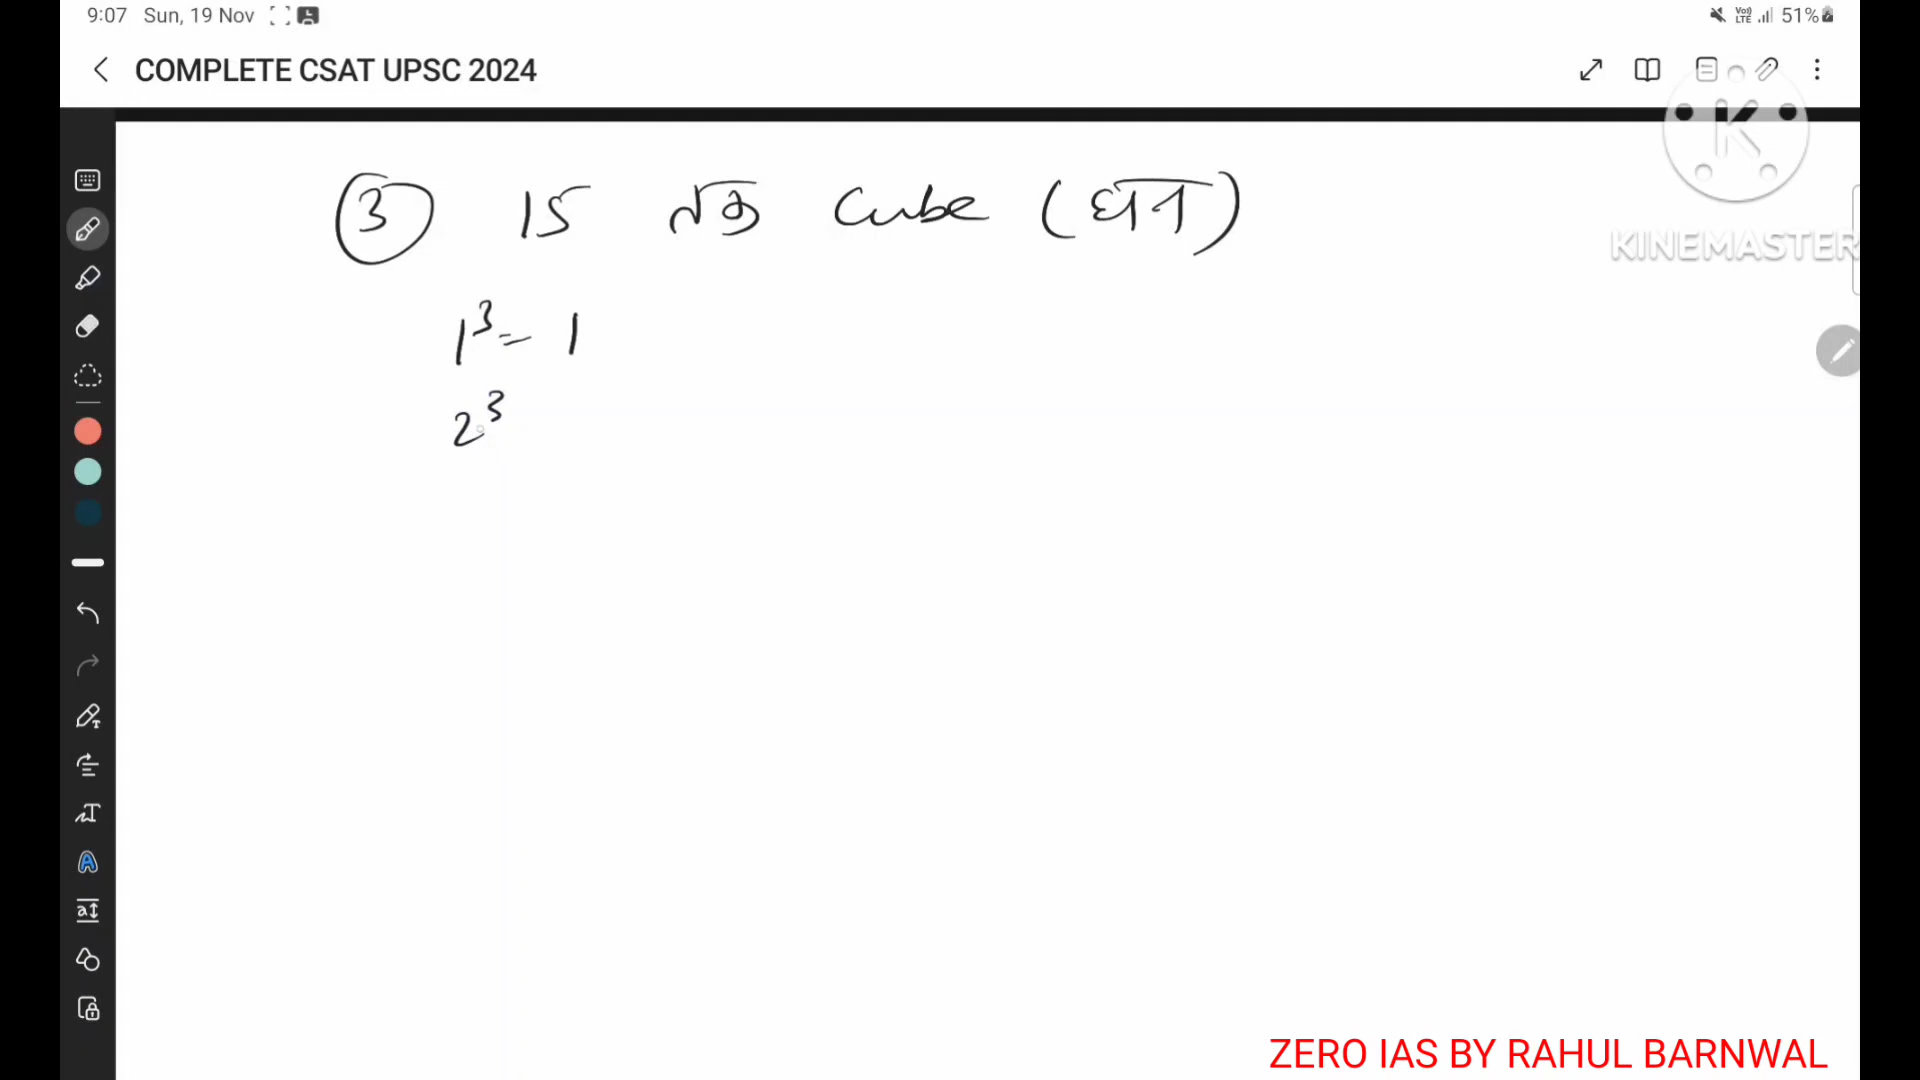 9:07 Sun, 19 Nov 51%
COMPLETE CSAT UPSC 2024
K
KINEMASTER
③ 15 तक Cube (घन)
1³ = 1
2³
ZERO IAS BY RAHUL BARNWAL